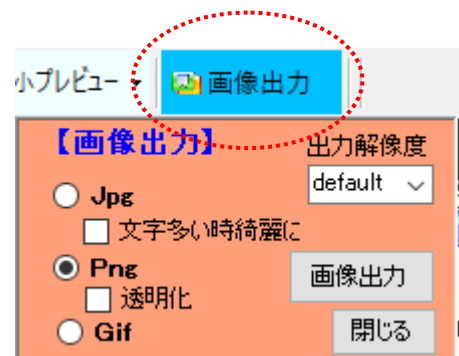 小プレビュー 画像出力
【画像出力】 出力解像度
Jpg default
文字多い時綺麗に
Png 画像出力
透明化
Gif 閉じる